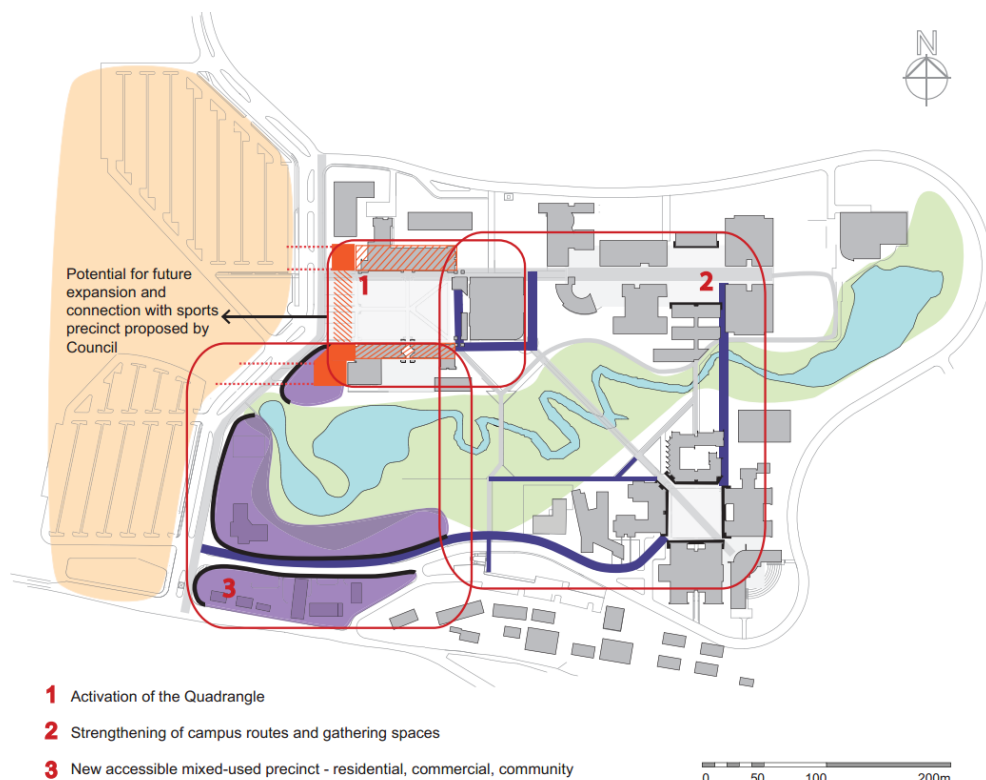 N
Potential for future
expansion and
connection with sports
precinct proposed by
Council
1
2
3
1 Activation of the Quadrangle
2 Strengthening of campus routes and gathering spaces
3 New accessible mixed-used precinct - residential, commercial, community
0 50 100 200m